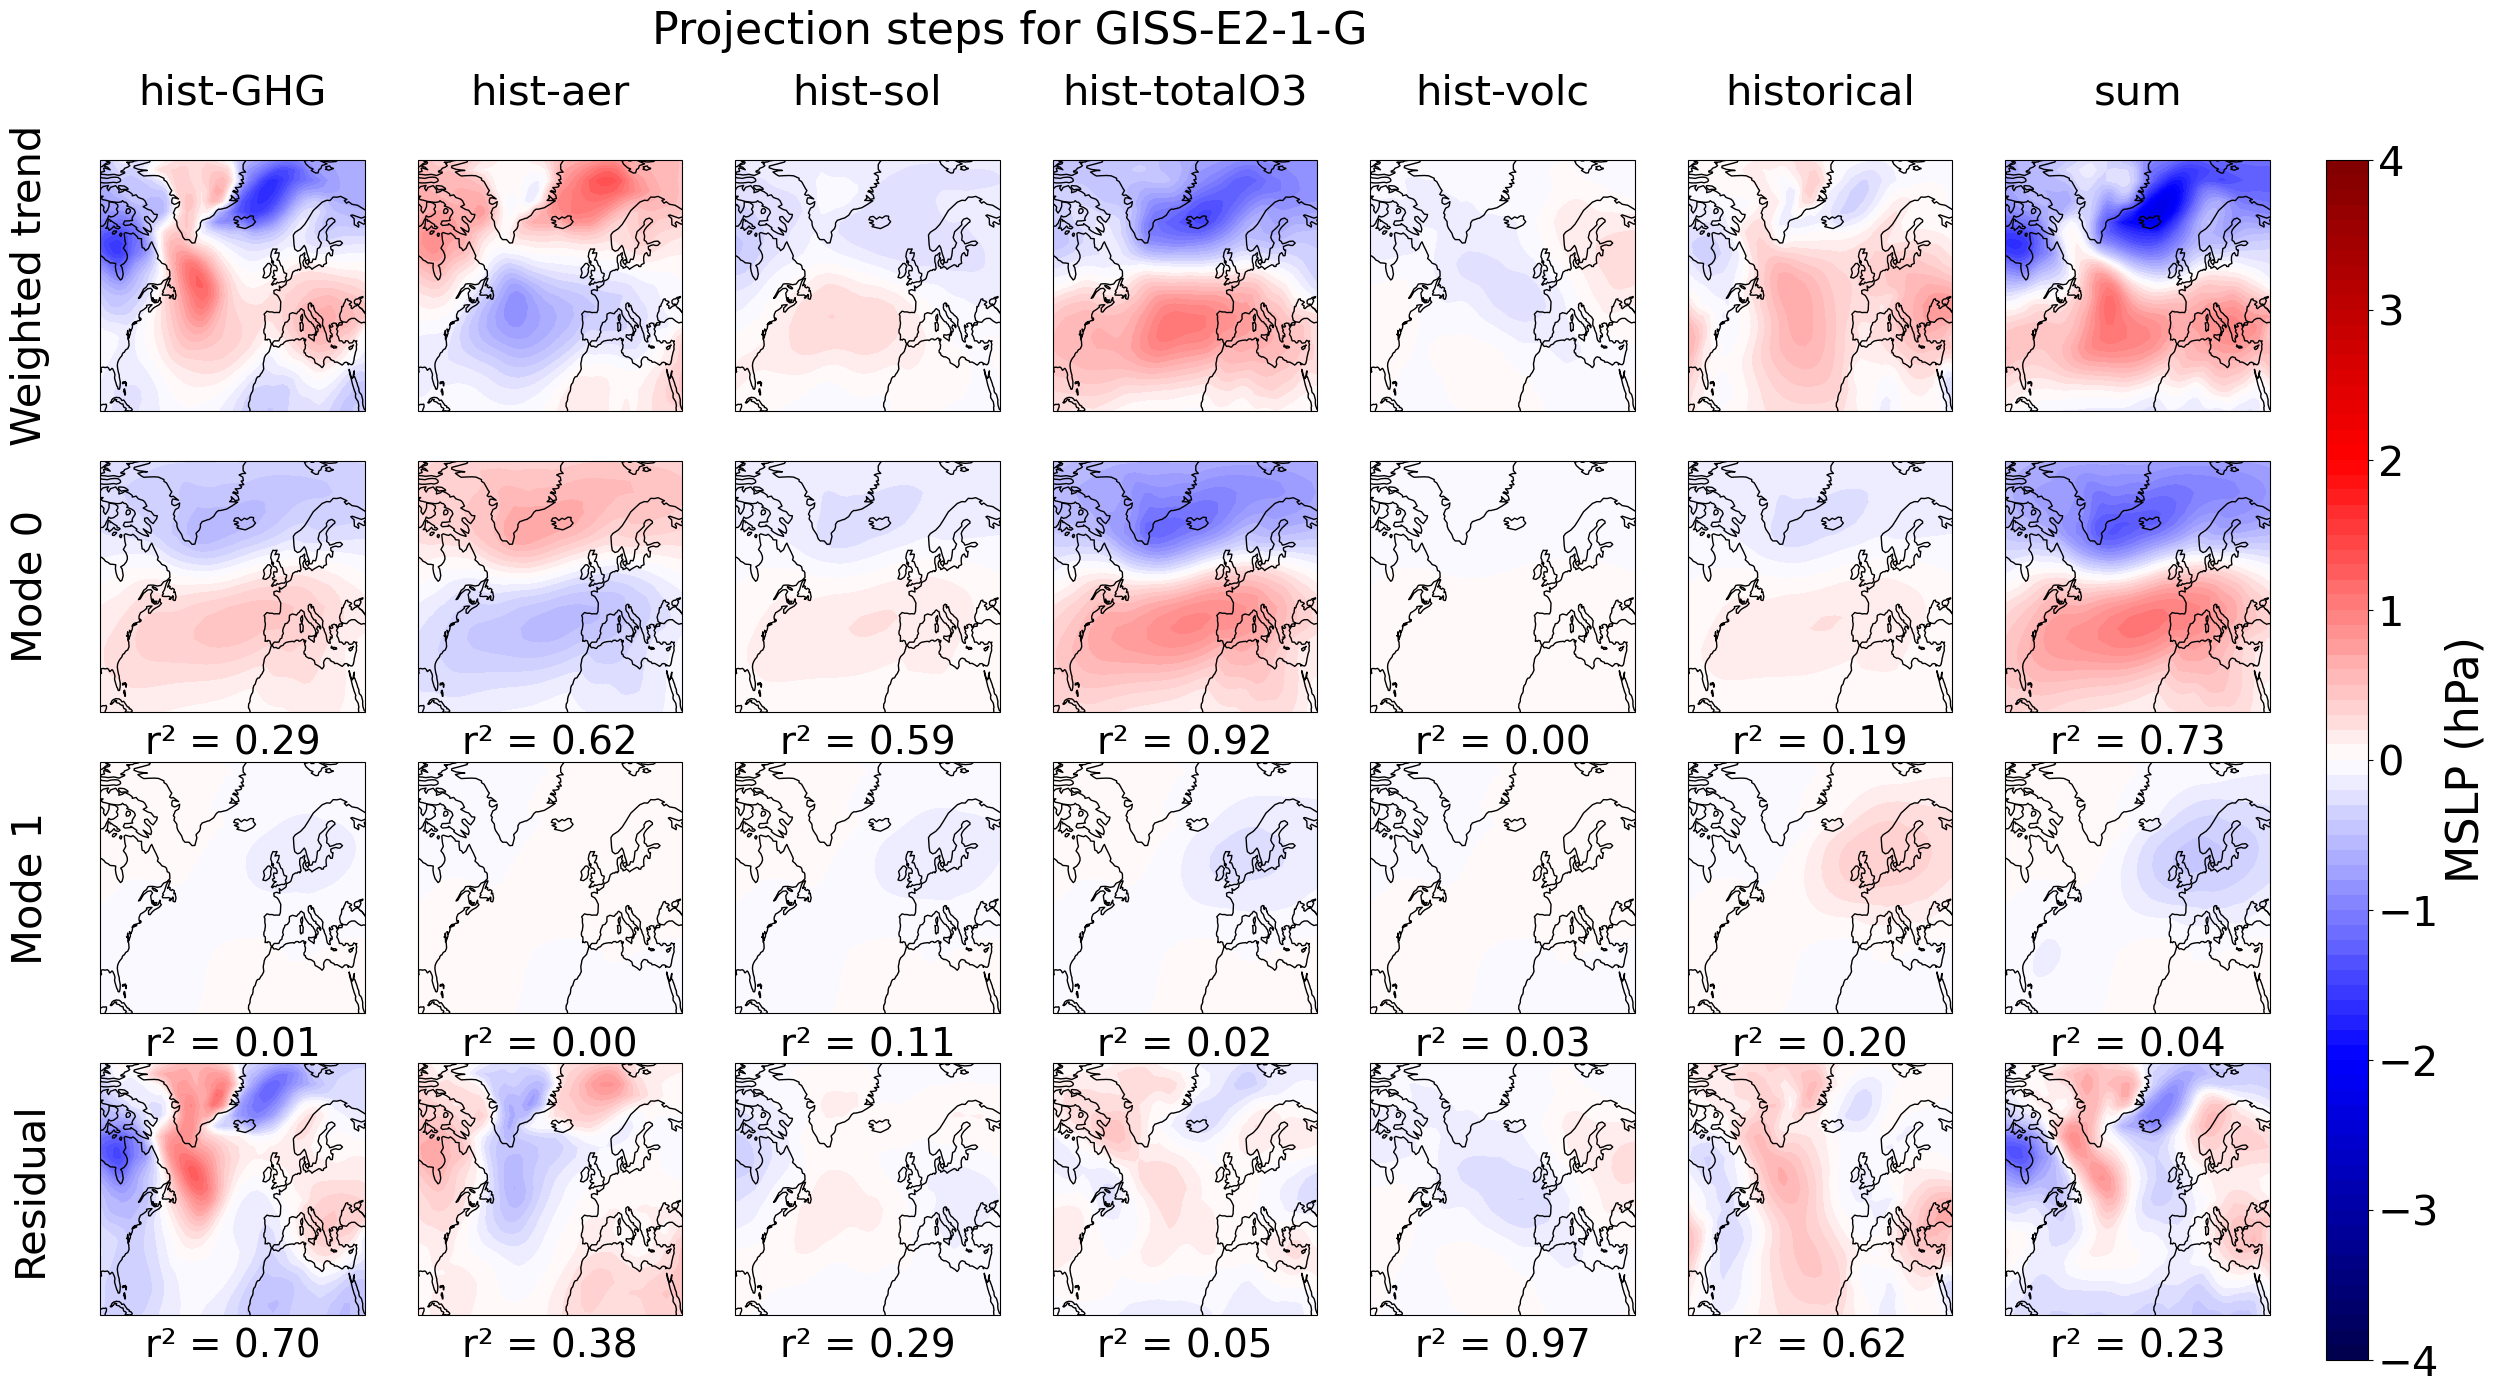 Projection steps for GISS-E2-1-G
hist-GHG hist-aer hist-sol hist-totalO3 hist-volc historical sum
Weighted trend
Mode 0
r² = 0.29 r² = 0.62 r² = 0.59 r² = 0.92 r² = 0.00 r² = 0.19 r² = 0.73
Mode 1
r² = 0.01 r² = 0.00 r² = 0.11 r² = 0.02 r² = 0.03 r² = 0.20 r² = 0.04
Residual
r² = 0.70 r² = 0.38 r² = 0.29 r² = 0.05 r² = 0.97 r² = 0.62 r² = 0.23
4
3
2
1
0
−1
−2
−3
−4
MSLP (hPa)